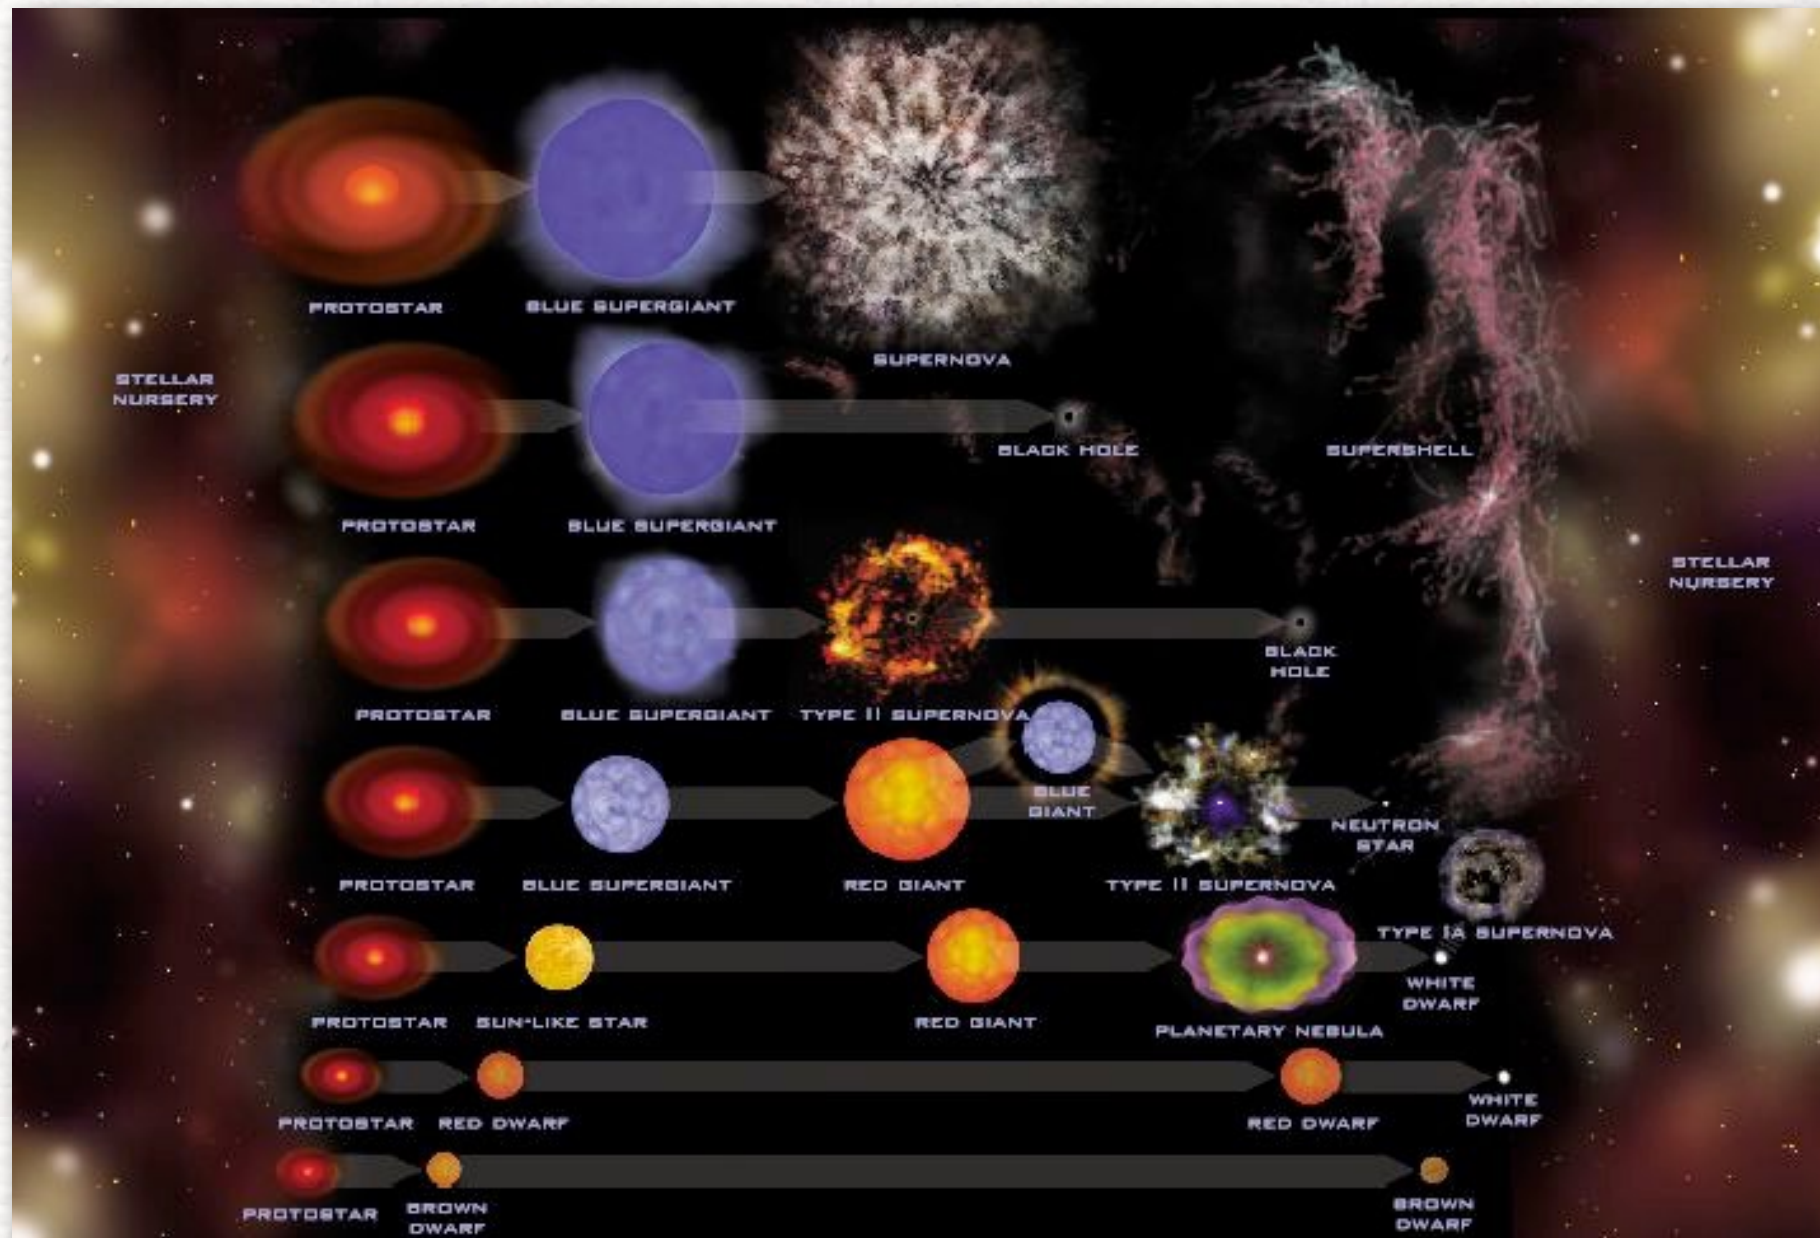 PROTOSTAR
BLUE SUPERGIANT
SUPERNOVA
STELLAR
NURSERY
BLACK HOLE
SUPERSHELL
PROTOSTAR
BLUE SUPERGIANT
STELLAR
NURSERY
BLACK
HOLE
PROTOSTAR
BLUE SUPERGIANT
TYPE II SUPERNOVA
BLUE
GIANT
NEUTRON
STAR
PROTOSTAR
BLUE SUPERGIANT
RED GIANT
TYPE II SUPERNOVA
TYPE IA SUPERNOVA
WHITE
DWARF
PROTOSTAR
SUN-LIKE STAR
RED GIANT
PLANETARY NEBULA
WHITE
DWARF
PROTOSTAR
RED DWARF
RED DWARF
BROWN
DWARF
PROTOSTAR
BROWN
DWARF